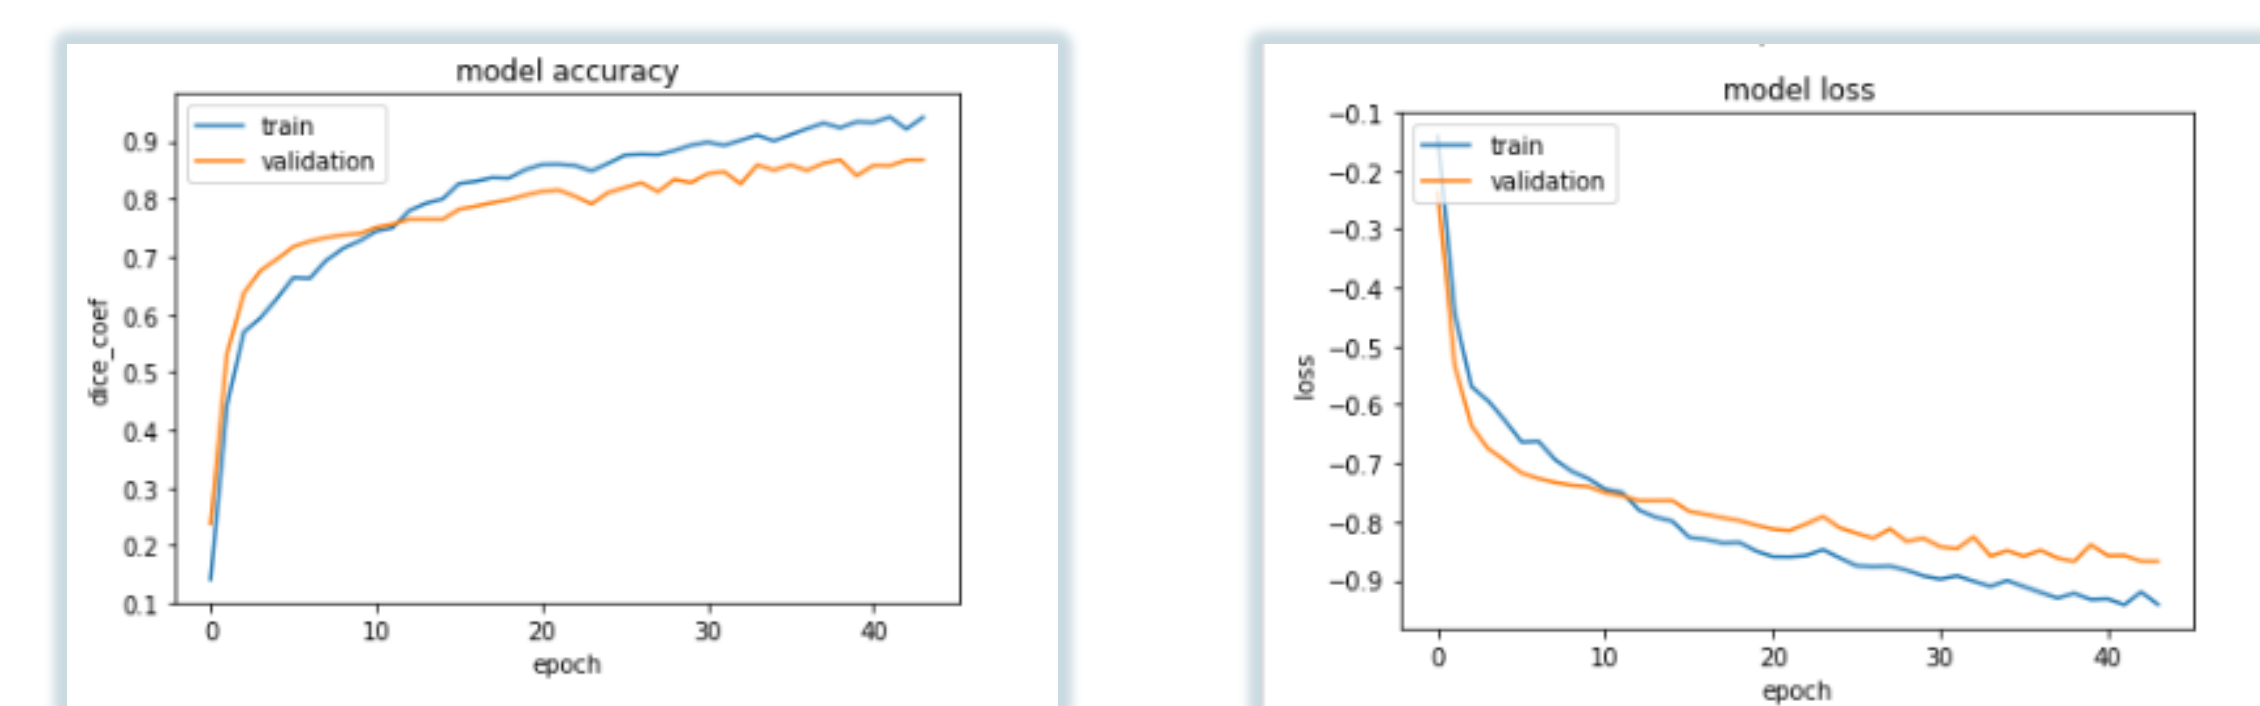 model accuracy
train
validation
0.9
0.8
0.7
0.6
0.5
0.4
0.3
0.2
0.1
dice_coef
0 10 20 30 40
epoch
model loss
train
validation
−0.1
−0.2
−0.3
−0.4
−0.5
−0.6
−0.7
−0.8
−0.9
loss
0 10 20 30 40
epoch